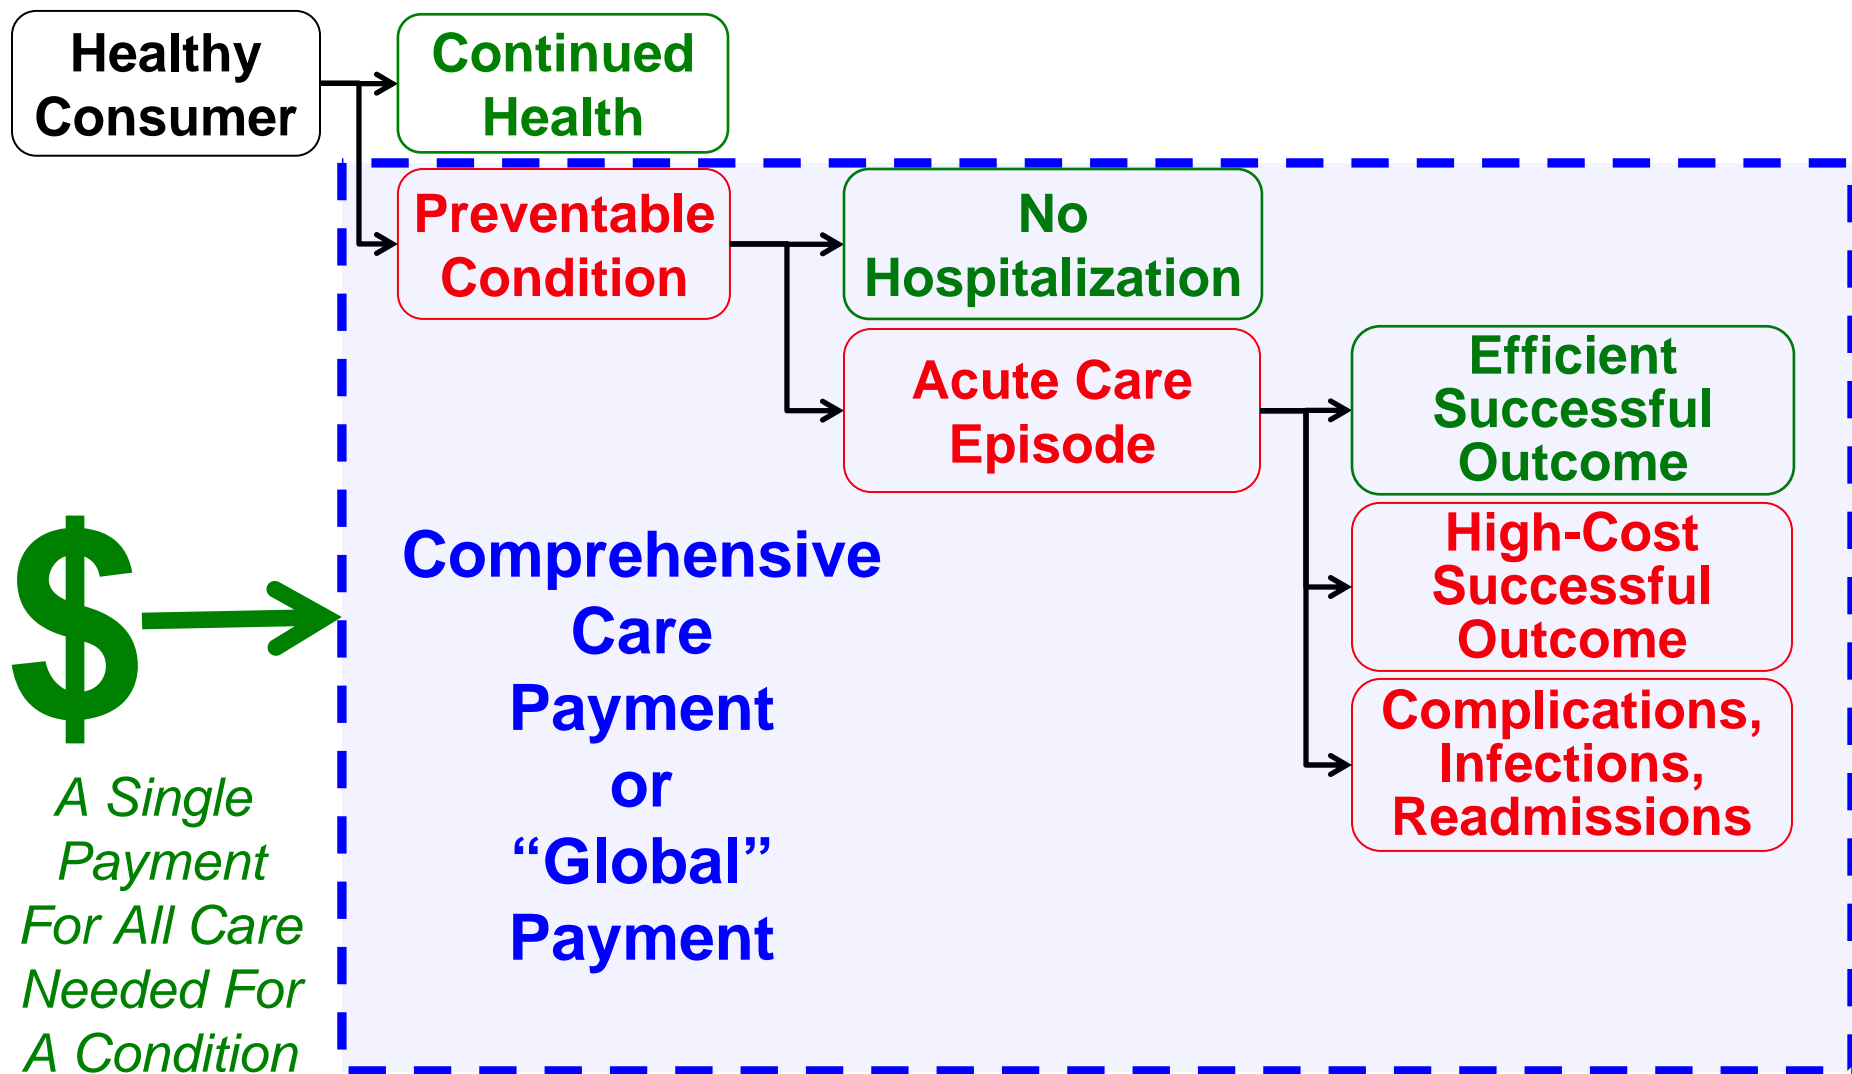 Healthy
Consumer
Continued
Health
Preventable
Condition
No
Hospitalization
Acute Care
Episode
Efficient
Successful
Outcome
High-Cost
Successful
Outcome
Complications,
Infections,
Readmissions
$
A Single
Payment
For All Care
Needed For
A Condition
Comprehensive
Care
Payment
or
“Global”
Payment